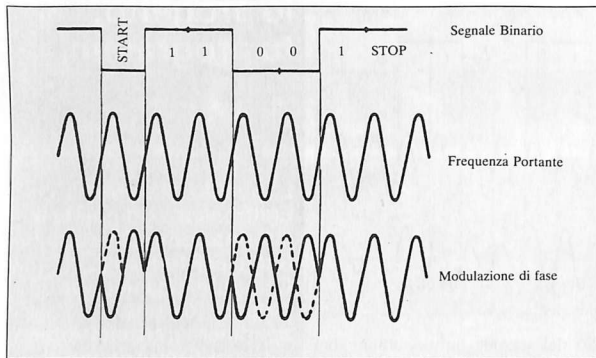 Segnale Binario
START
1 1 0 0 1 STOP
Frequenza Portante
Modulazione di fase